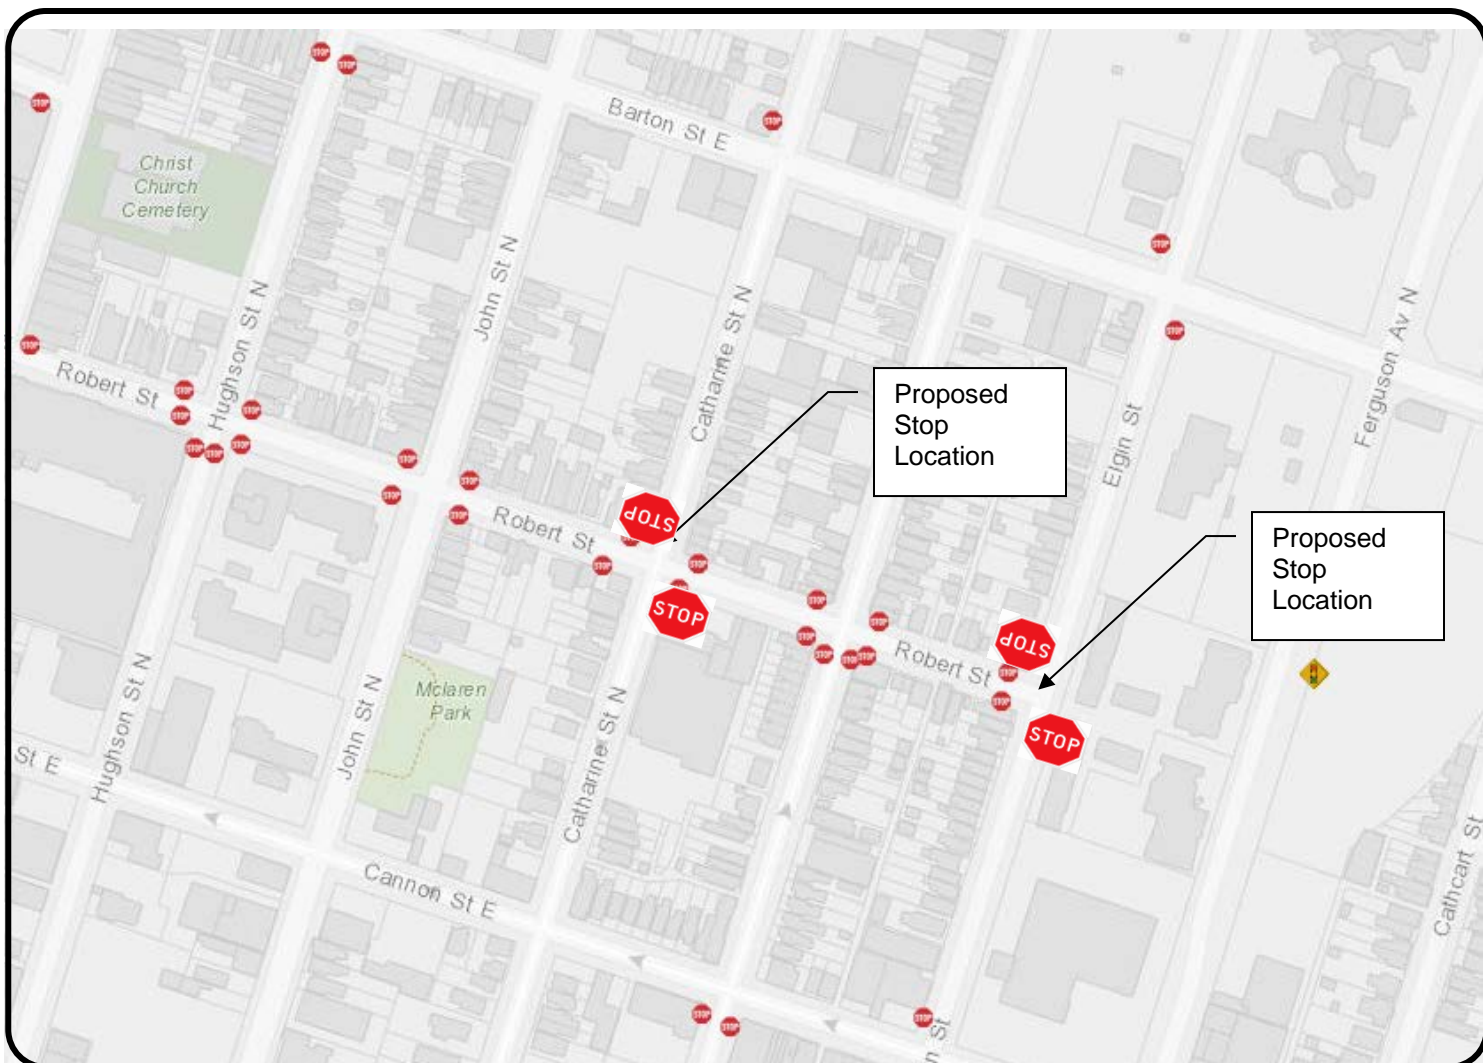 Barton St E
Christ
Church
Cemetery
Hughson St N
John St N
Catharine St N
Ferguson Av N
Elgin St
Robert St
Proposed
Stop
Location
Robert St
STOP
STOP
Proposed
Stop
Location
Robert St
STOP
STOP
Mclaren
Park
Hughson St N
John St N
Catharine St N
St E
Cannon St E
Cathcart St
n St